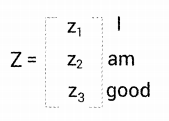 z₁ I
Z = z₂ am
z₃ good